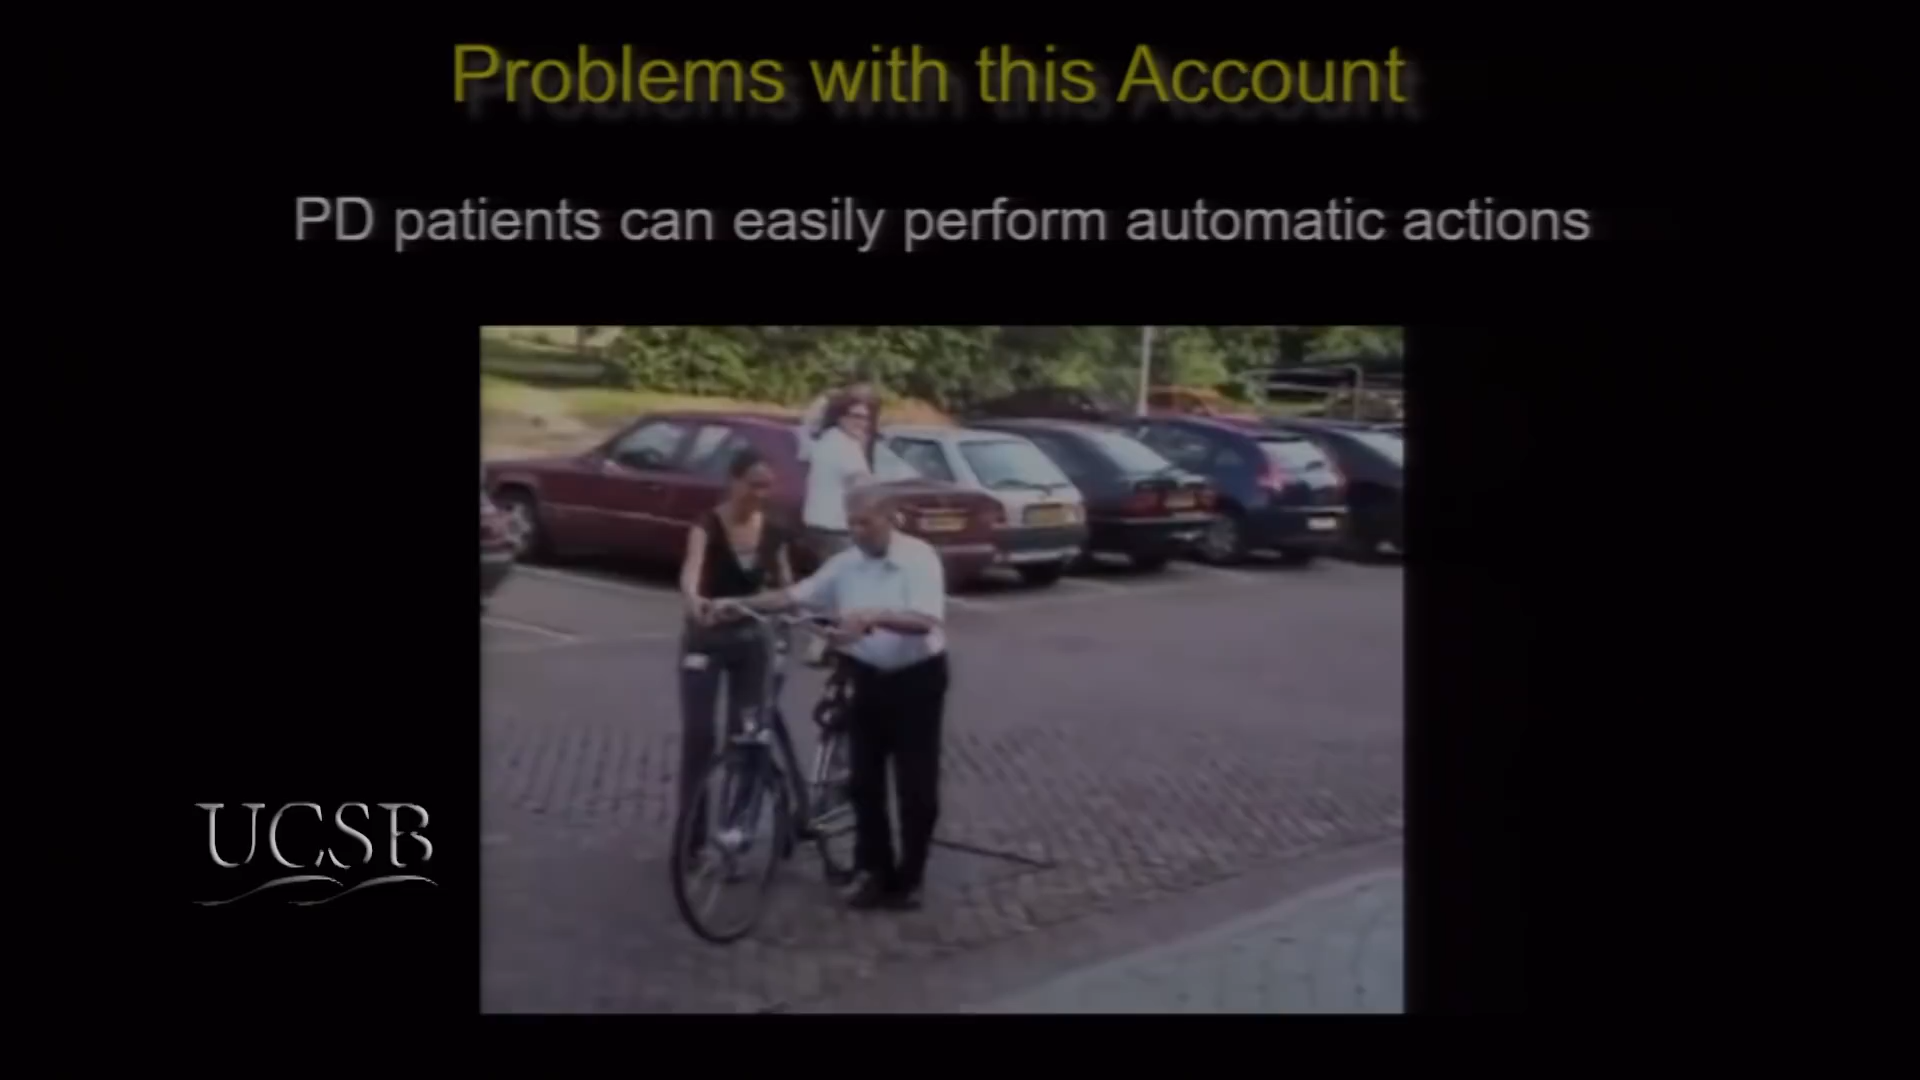 Problems with this Account
PD patients can easily perform automatic actions
UCSB